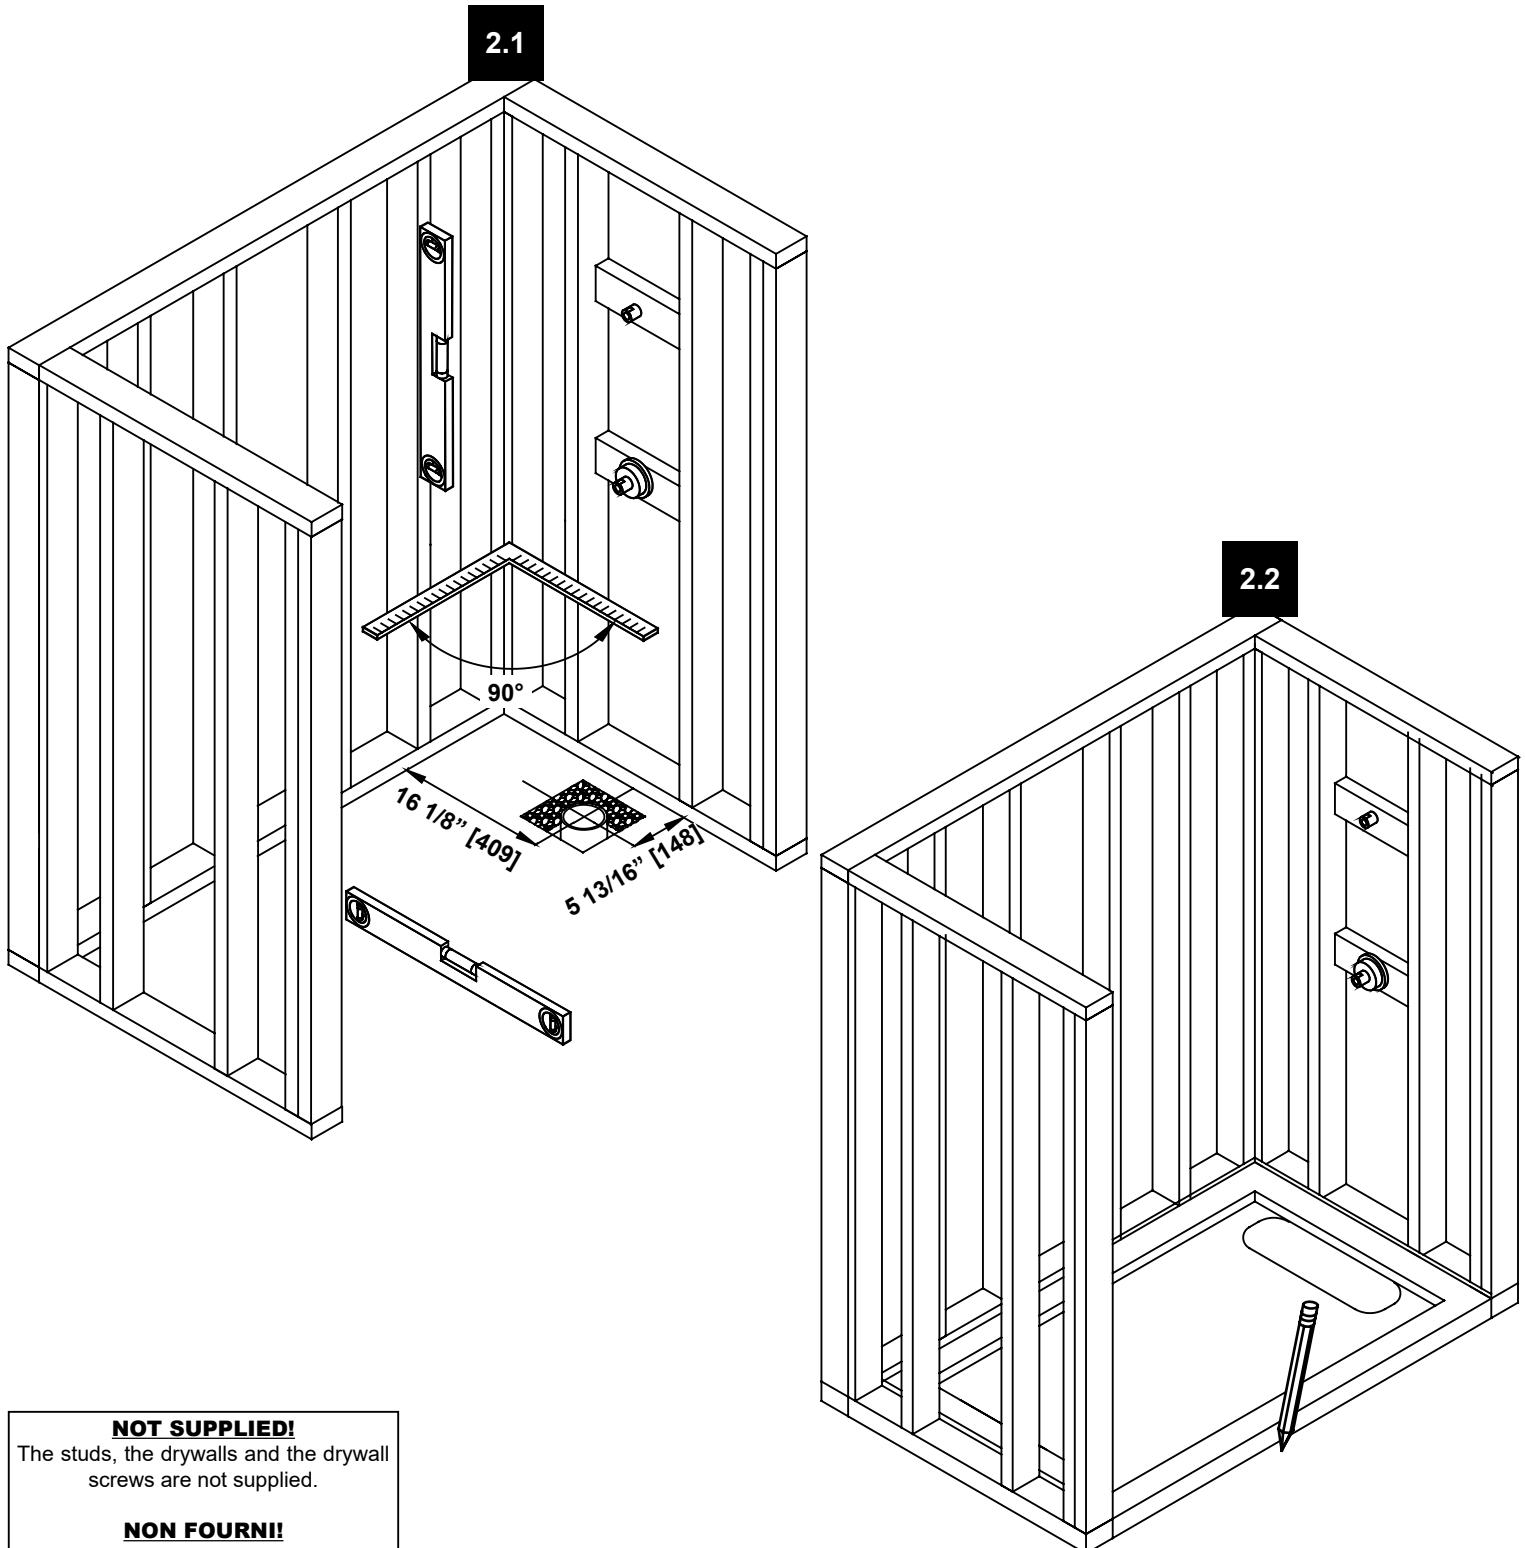 2.1
90°
16 1/8” [409]
5 13/16” [148]
2.2
NOT SUPPLIED!
The studs, the drywalls and the drywall
screws are not supplied.
NON FOURNI!